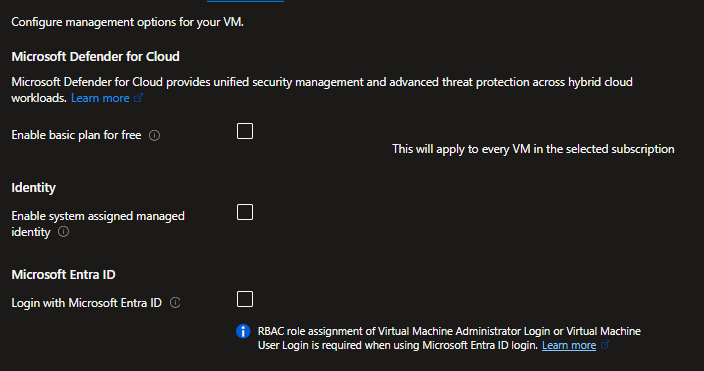 Configure management options for your VM.
Microsoft Defender for Cloud
Microsoft Defender for Cloud provides unified security management and advanced threat protection across hybrid cloud
workloads. Learn more
Enable basic plan for free
This will apply to every VM in the selected subscription
Identity
Enable system assigned managed
identity
Microsoft Entra ID
Login with Microsoft Entra ID
RBAC role assignment of Virtual Machine Administrator Login or Virtual Machine
User Login is required when using Microsoft Entra ID login. Learn more